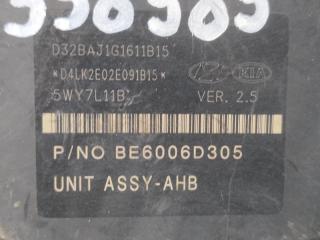 D32BAJ1G1611B15
*D4LK2E02E091B15*
5WY7L11B VER. 2.5
KIA
P/NO BE6006D305
UNIT ASSY-AHB